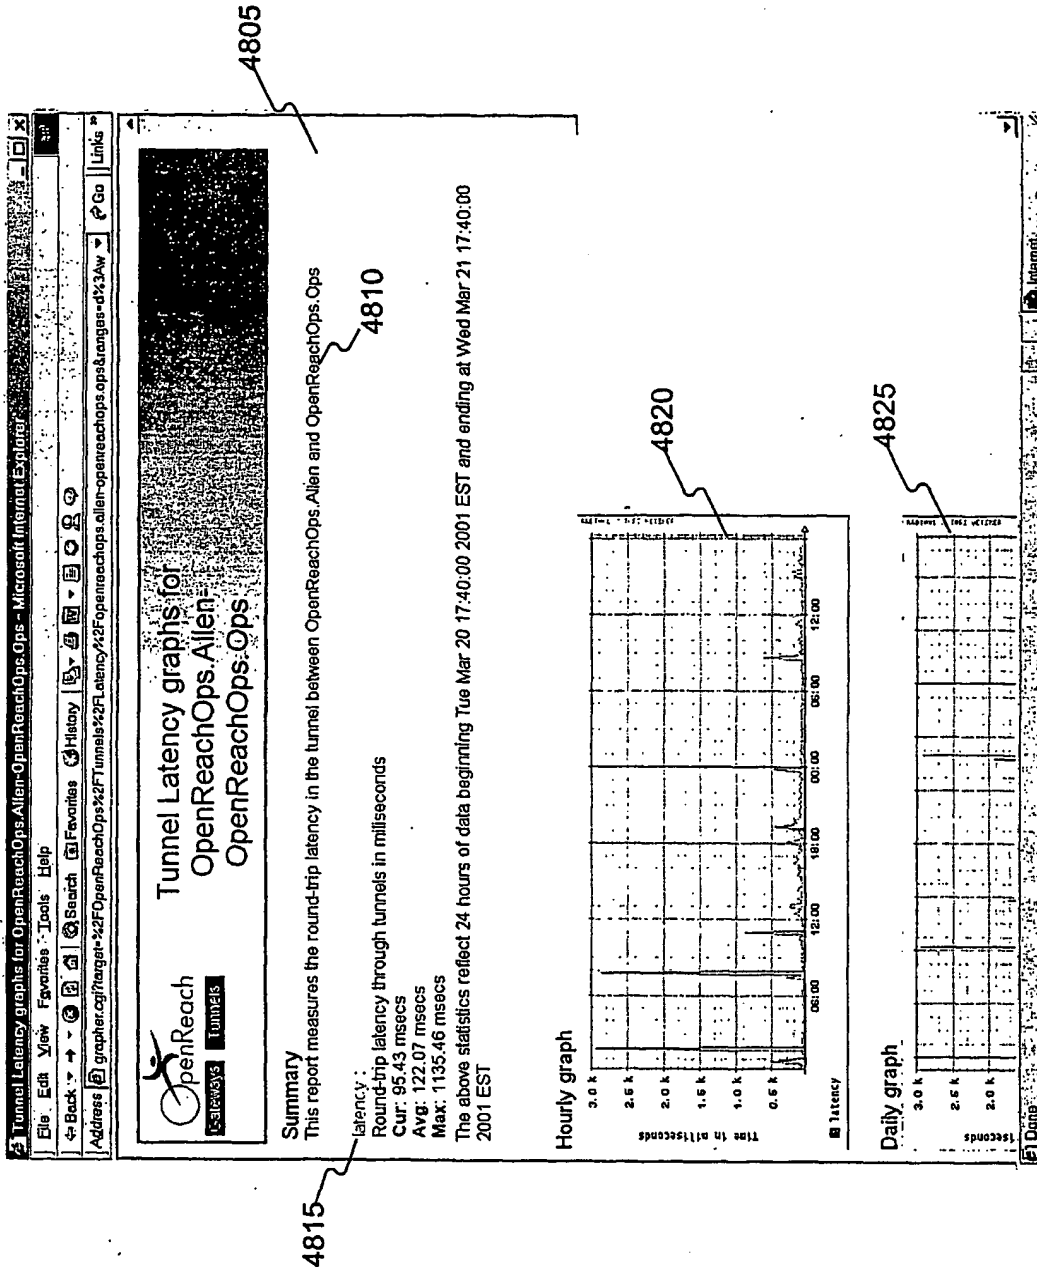 Tunnel Latency graphs for OpenReachOps.Allen-OpenReachOps.Ops - Microsoft Internet Explorer
File Edit View Favorites Tools Help
Back Search Favorites History
Address grapher.cgi?target=%2FOpenReachOps%2FTunnels%2FLatency%2Fopenreachops.allen-openreachops.ops&ranges=d%3Aw Go Links »
OpenReach
Gateways Tunnels
Tunnel Latency graphs for
OpenReachOps.Allen-
OpenReachOps.Ops
4805
Summary
This report measures the round-trip latency in the tunnel between OpenReachOps.Allen and OpenReachOps.Ops
4810
4815
latency :
Round-trip latency through tunnels in miliseconds
Cur: 95.43 msecs
Avg: 122.07 msecs
Max: 1135.46 msecs
The above statistics reflect 24 hours of data beginning Tue Mar 20 17:40:00 2001 EST and ending at Wed Mar 21 17:40:00
2001 EST
Hourly graph
4820
Time in milliseconds
3.0 k
2.5 k
2.0 k
1.5 k
1.0 k
0.5 k
06:00 12:00 18:00 00:00 06:00 12:00
latency
Daily graph
4825
3.0 k
2.5 k
2.0 k
Done Internet